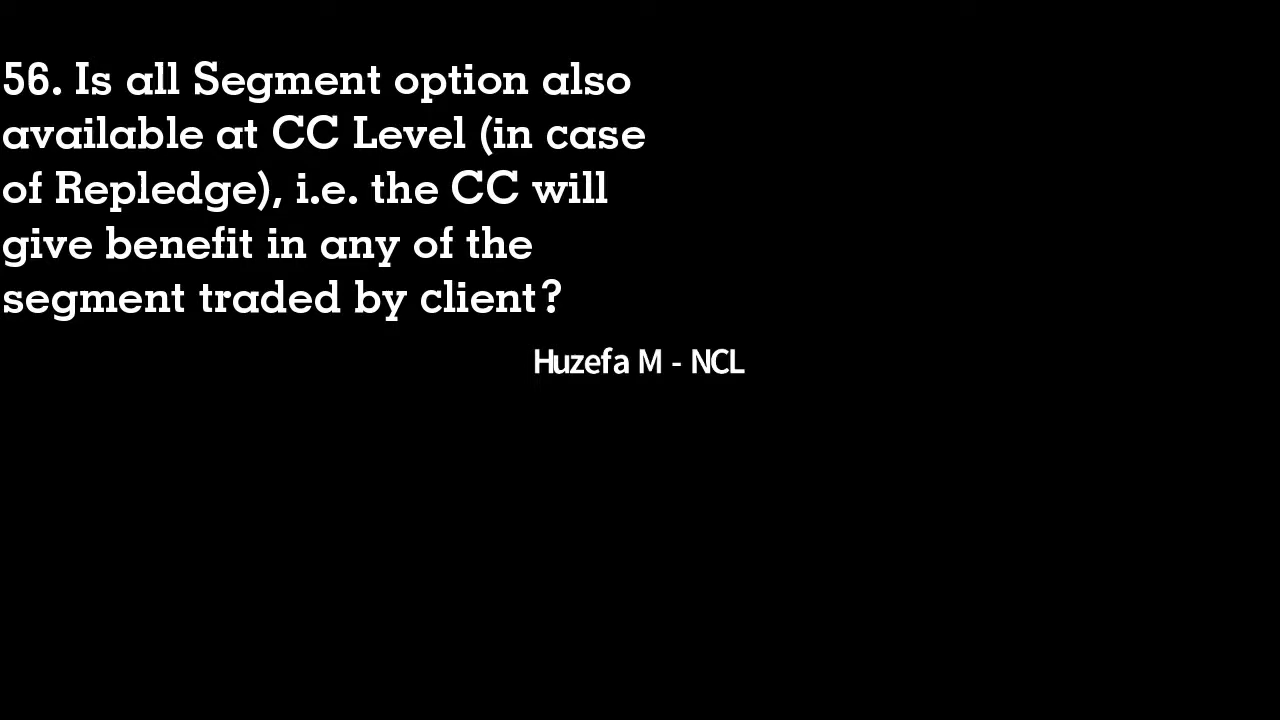 56. Is all Segment option also
available at CC Level (in case
of Repledge), i.e. the CC will
give benefit in any of the
segment traded by client?
Huzefa M - NCL